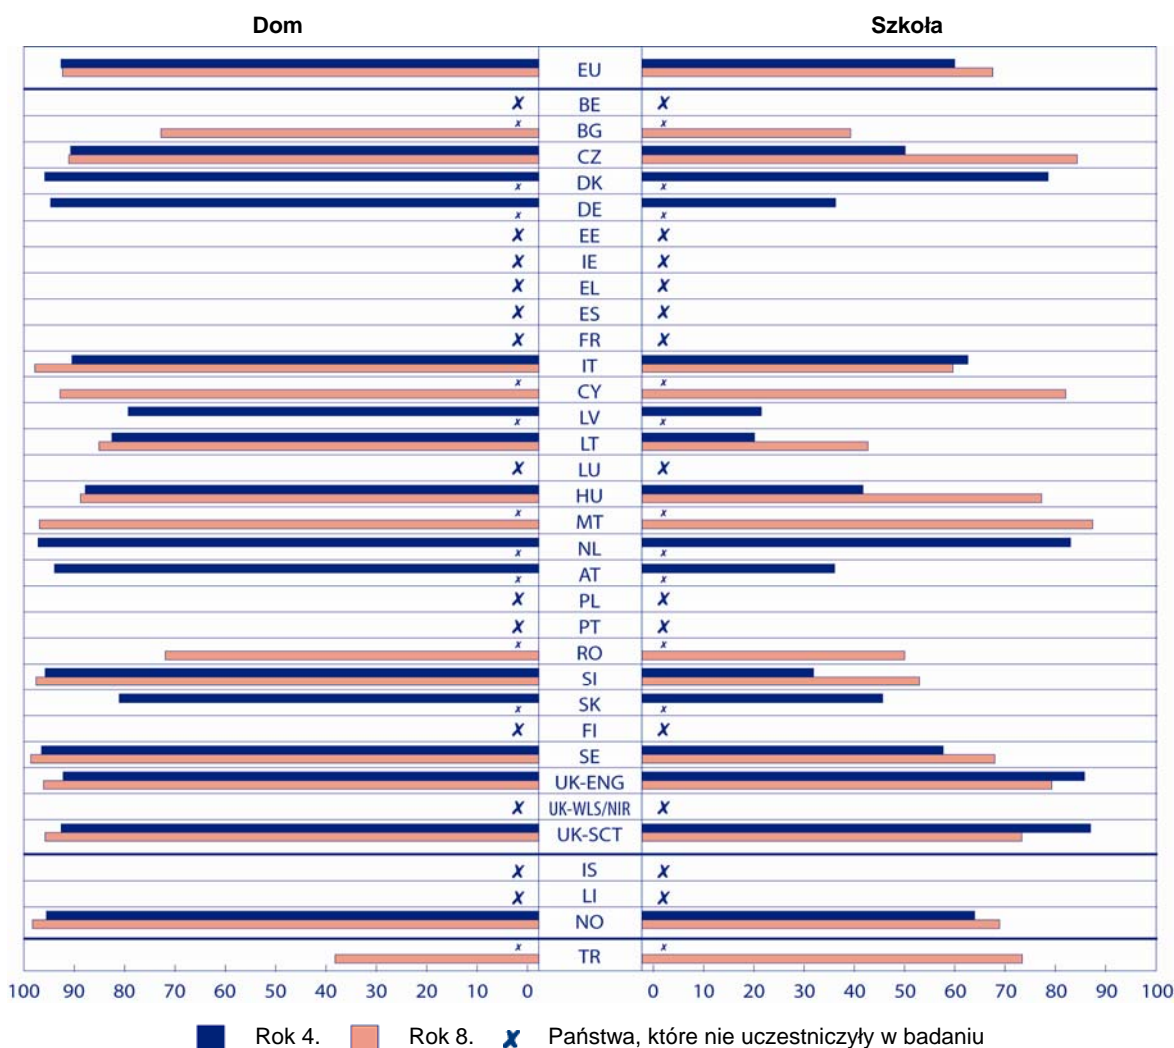 Dom Szkoła
EU
BE
BG
CZ
DK
DE
EE
IE
EL
ES
FR
IT
CY
LV
LT
LU
HU
MT
NL
AT
PL
PT
RO
SI
SK
FI
SE
UK-ENG
UK-WLS/NIR
UK-SCT
IS
LI
NO
TR
100 90 80 70 60 50 40 30 20 10 0 0 10 20 30 40 50 60 70 80 90 100
Rok 4. Rok 8. Państwa, które nie uczestniczyły w badaniu